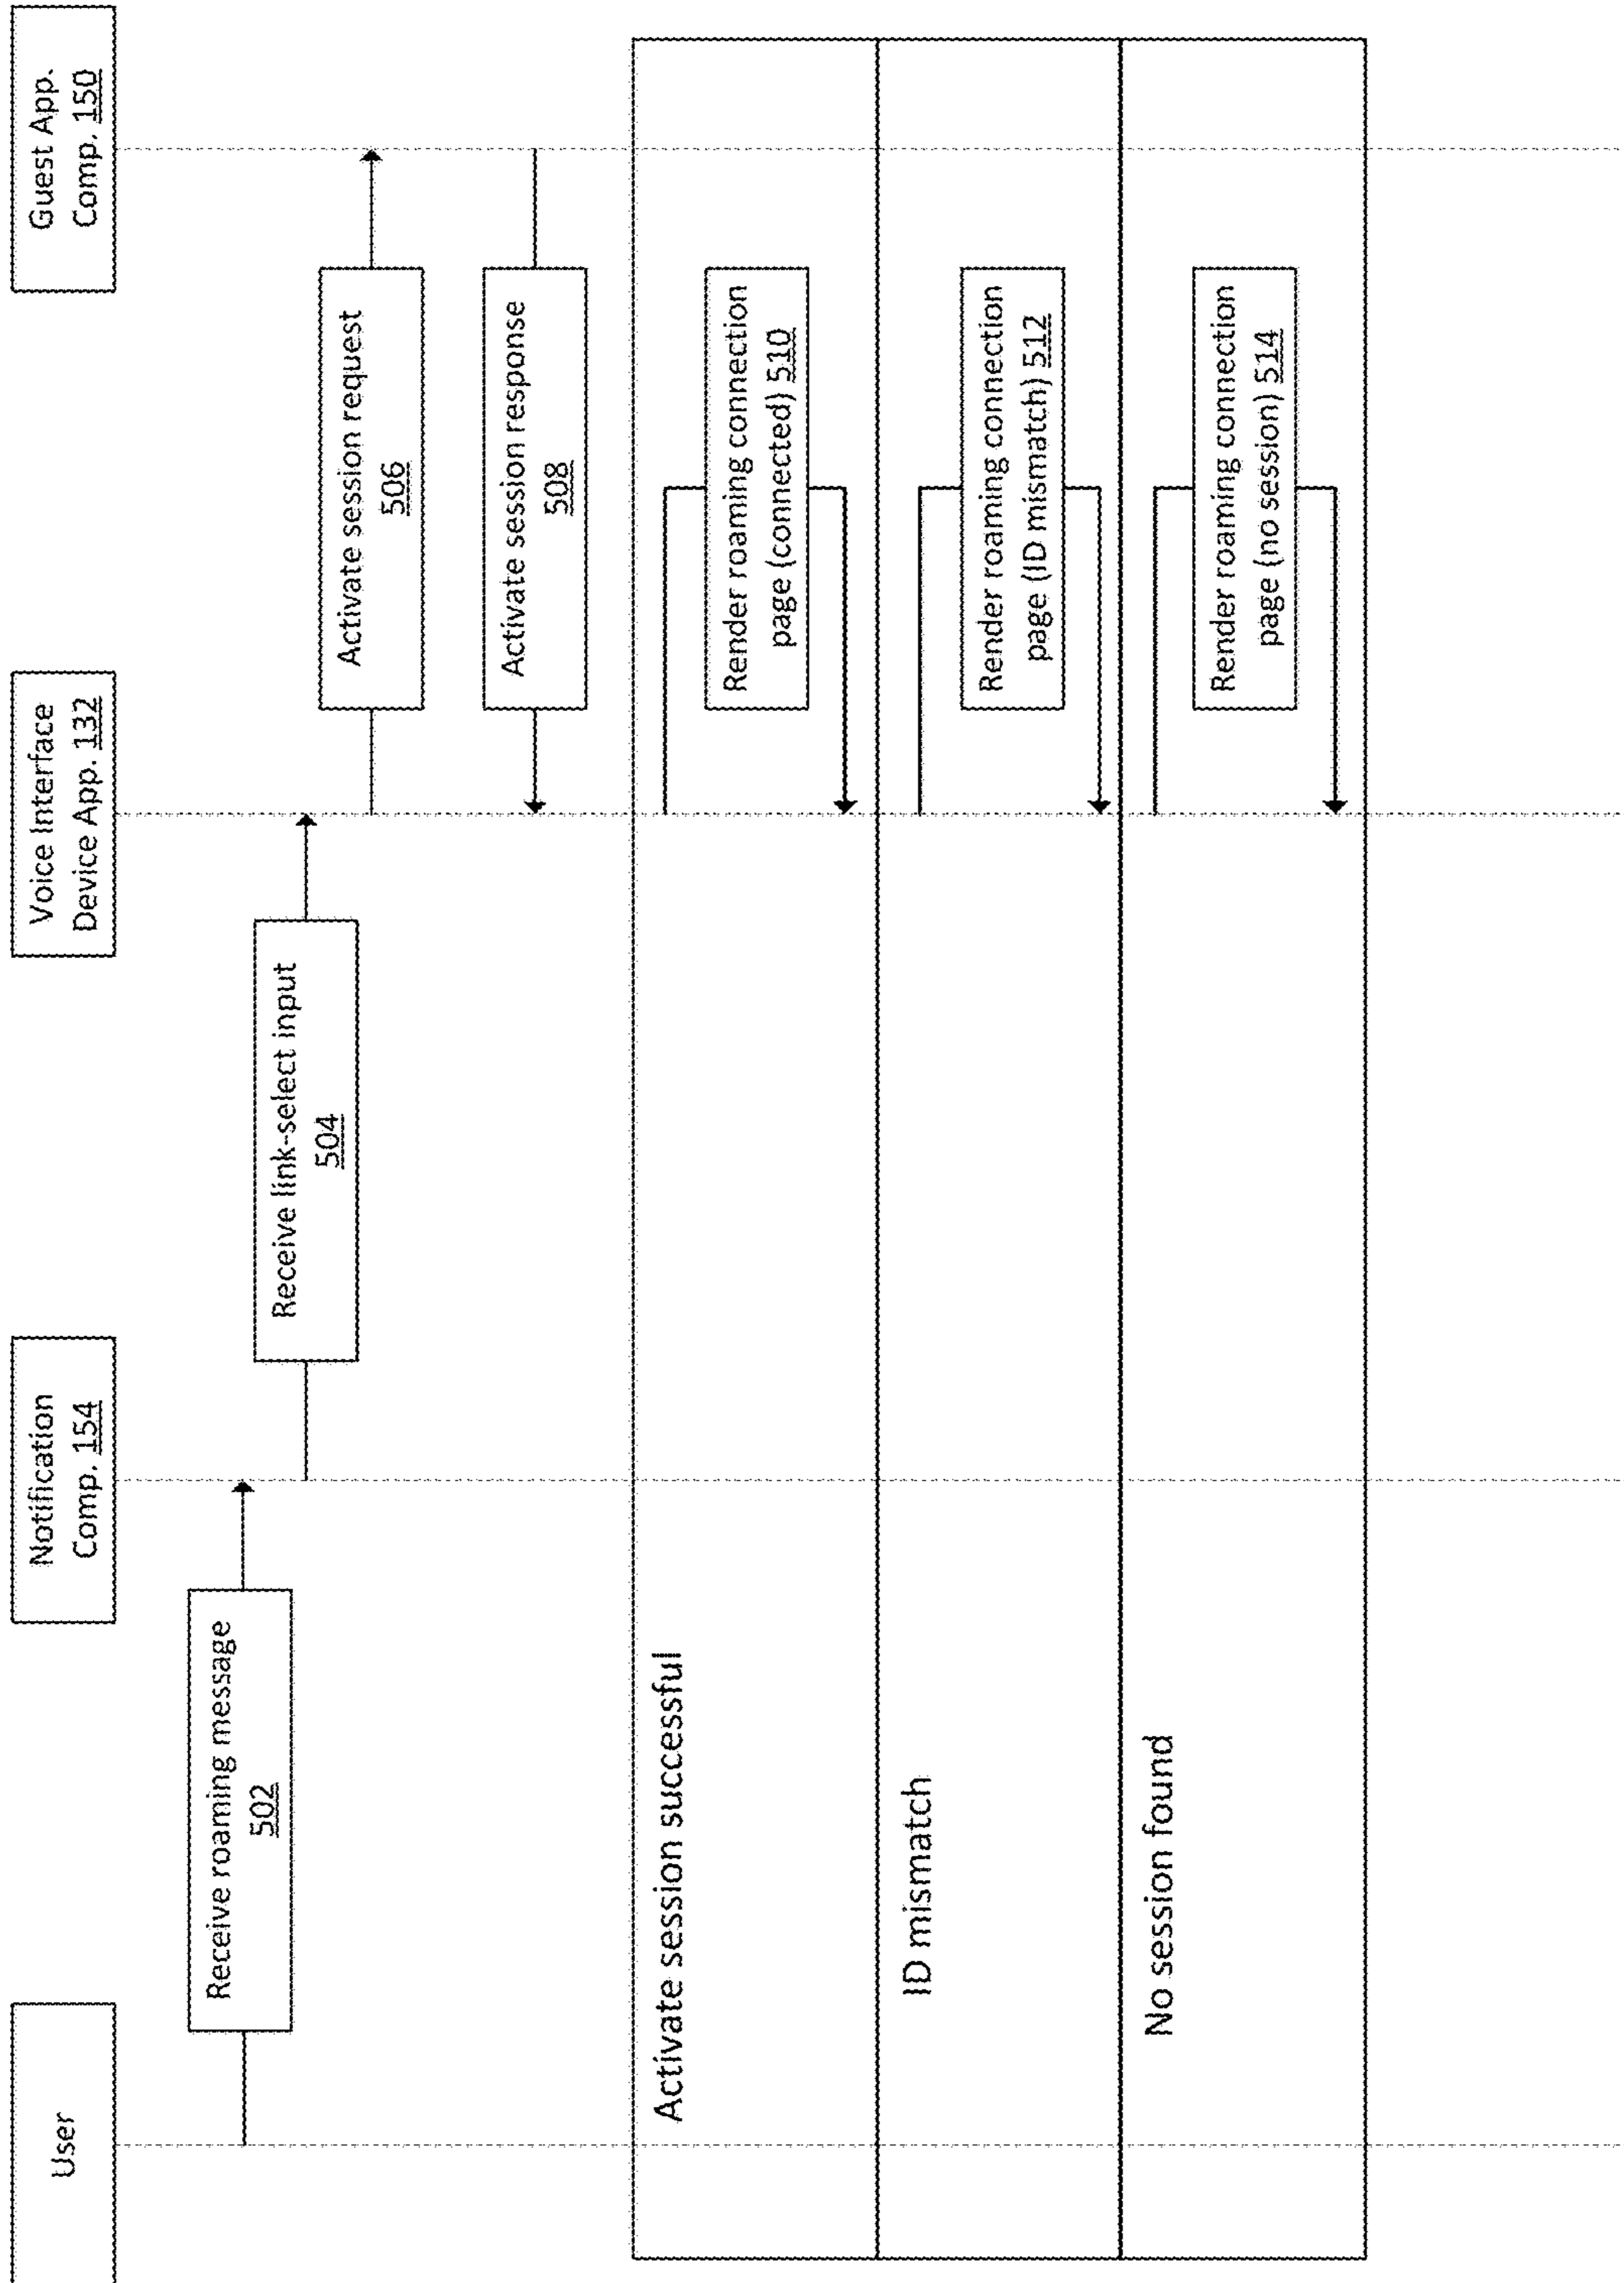 User
Notification
Comp. 154
Voice Interface
Device App. 132
Guest App.
Comp. 150
Receive roaming message
502
Receive link-select input
504
Activate session request
506
Activate session response
508
Activate session successful
Render roaming connection
page (connected) 510
ID mismatch
Render roaming connection
page (ID mismatch) 512
No session found
Render roaming connection
page (no session) 514